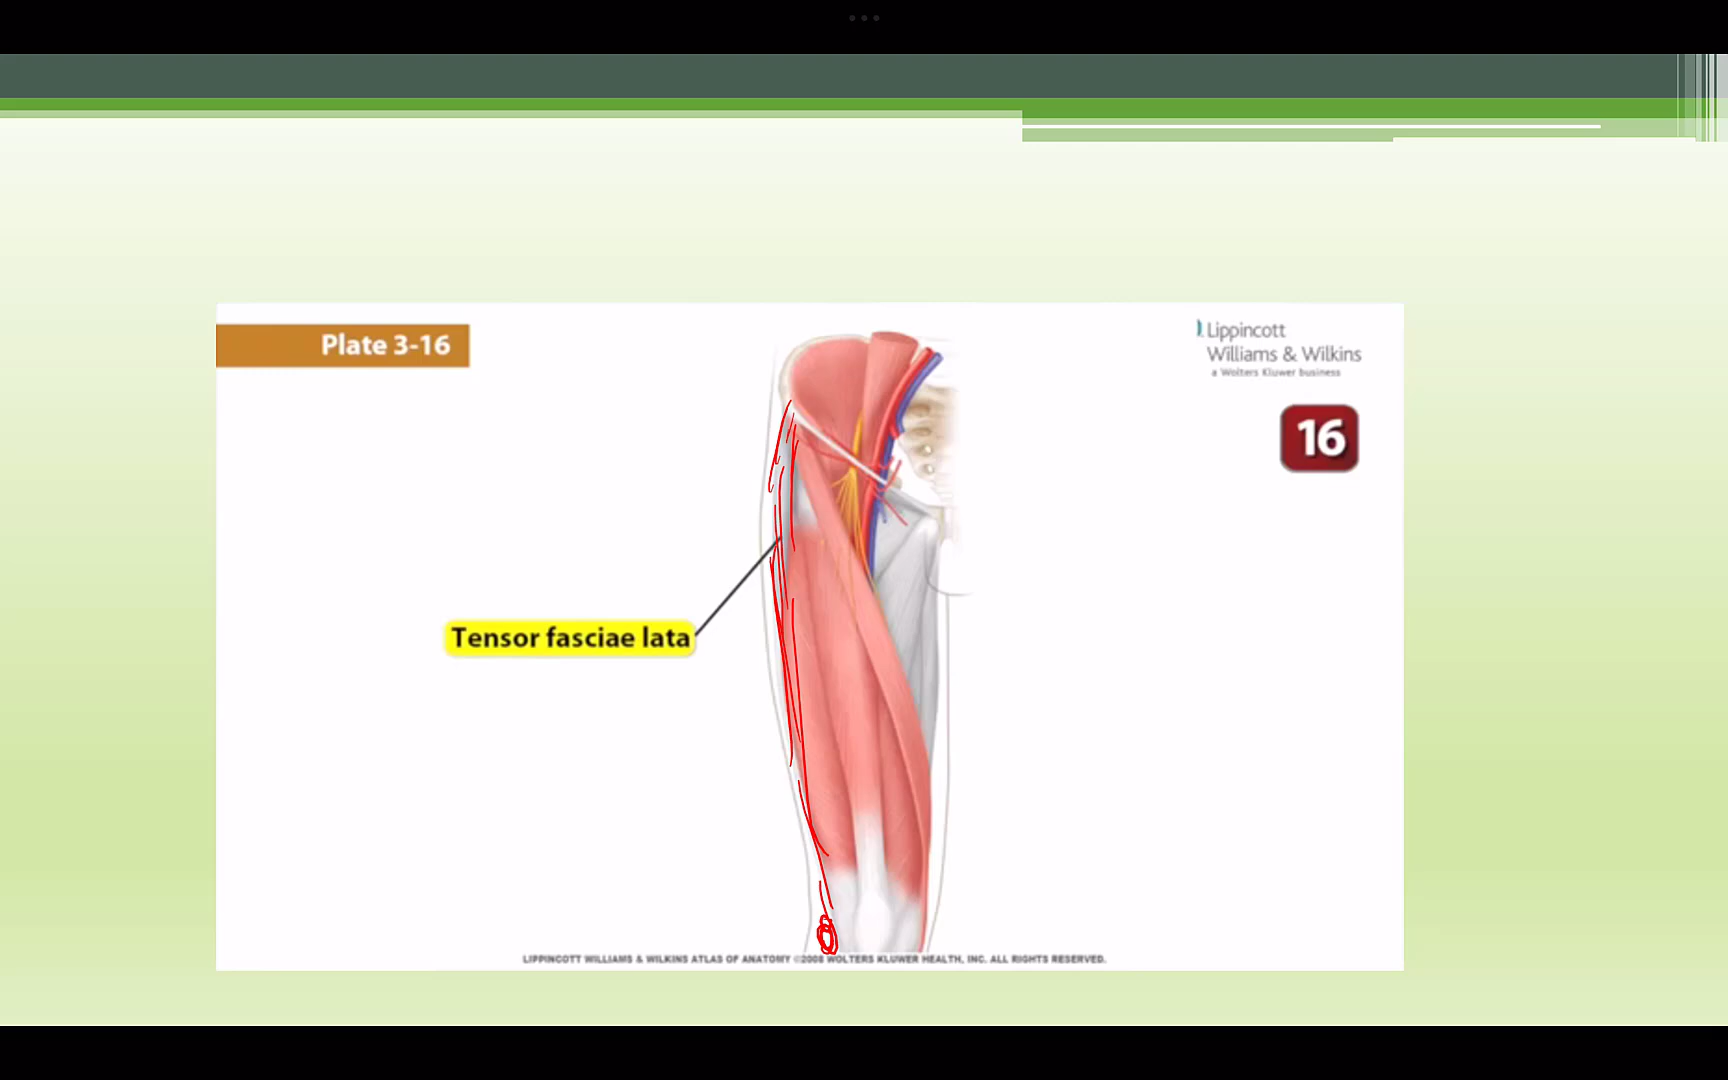 Plate 3-16
Lippincott
Williams & Wilkins
a Wolters Kluwer business
16
Tensor fasciae lata
LIPPINCOTT WILLIAMS & WILKINS ATLAS OF ANATOMY ©2008 WOLTERS KLUWER HEALTH, INC. ALL RIGHTS RESERVED.